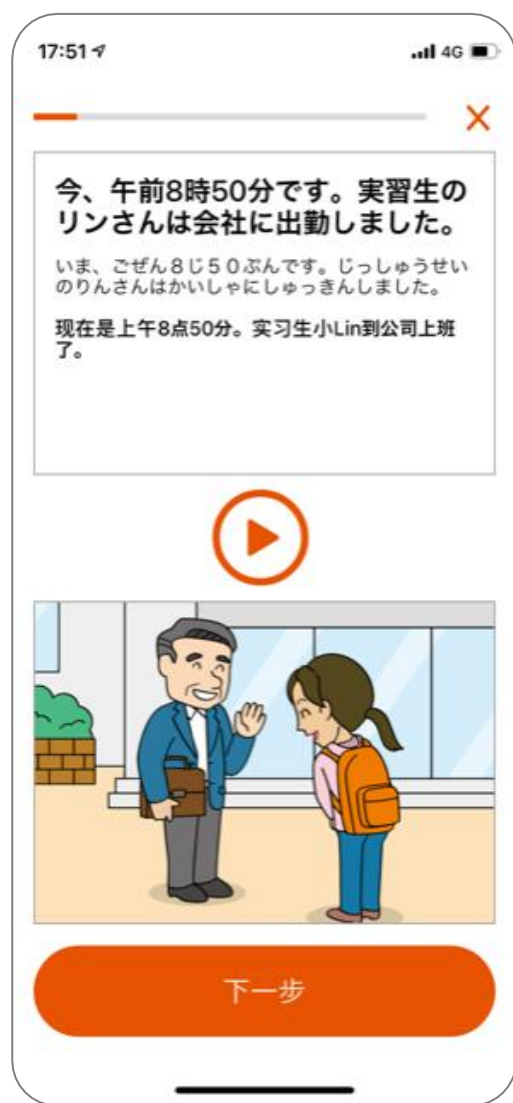 17:51
4G
今、午前8時50分です。実習生の
リンさんは会社に出勤しました。
いま、ごぜん8じ50ぷんです。じっしゅうせい
のりんさんはかいしゃにしゅっきんしました。
现在是上午8点50分。实习生小Lin到公司上班
了。
下一步